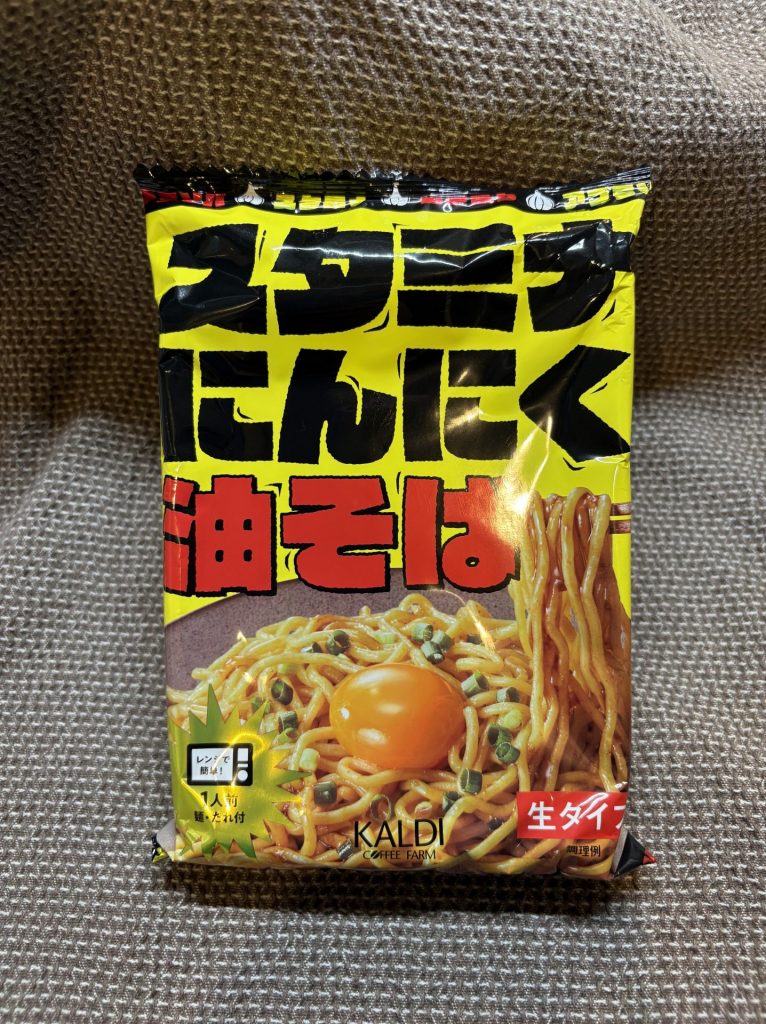 スタミナ
にんにく
油そば
レンジで
簡単！
1人前
麺・たれ付
KALDI
COFFEE FARM
生タイプ
調理例